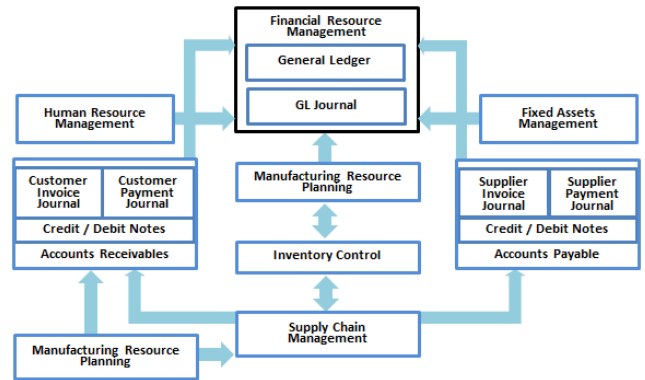 Financial Resource
Management
General Ledger
GL Journal
Human Resource
Management
Fixed Assets
Management
Customer
Invoice
Journal
Customer
Payment
Journal
Credit / Debit Notes
Accounts Receivables
Manufacturing Resource
Planning
Supplier
Invoice
Journal
Supplier
Payment
Journal
Credit / Debit Notes
Accounts Payable
Inventory Control
Supply Chain
Management
Manufacturing Resource
Planning